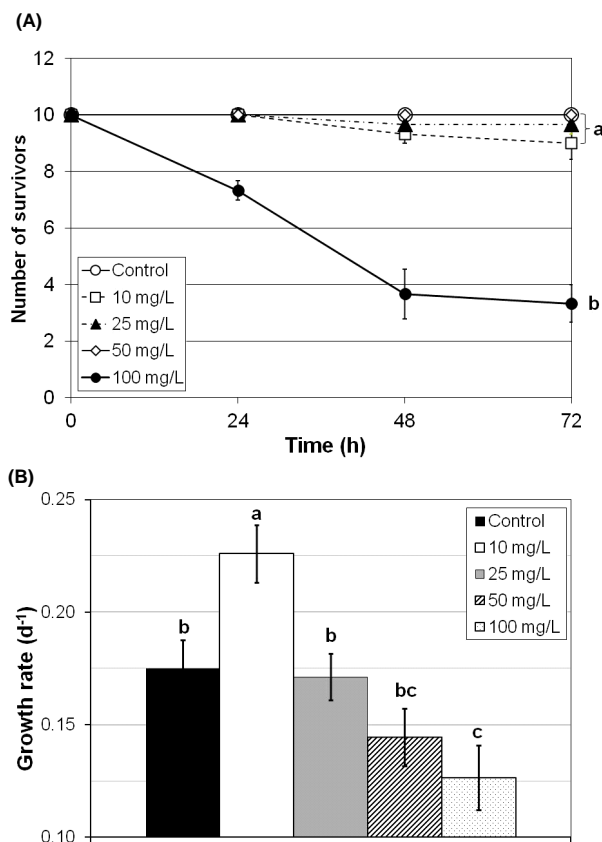 (A)
12
10
8
6
4
2
0
Number of survivors
a
b
Control
10 mg/L
25 mg/L
50 mg/L
100 mg/L
0 24 48 72
Time (h)
(B)
0.25
0.20
0.15
0.10
Growth rate (d⁻¹)
b
a
b
bc
c
Control
10 mg/L
25 mg/L
50 mg/L
100 mg/L